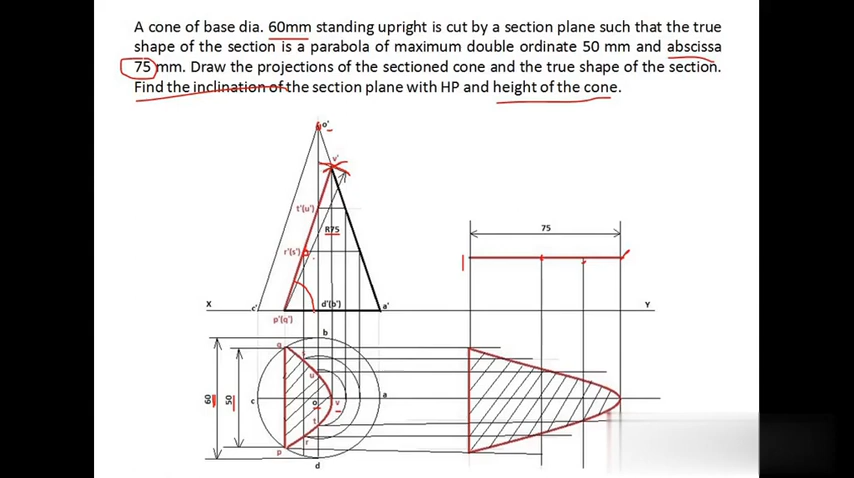 A cone of base dia. 60mm standing upright is cut by a section plane such that the true
shape of the section is a parabola of maximum double ordinate 50 mm and abscissa
75 mm. Draw the projections of the sectioned cone and the true shape of the section.
Find the inclination of the section plane with HP and height of the cone.
o'
v'
t'(u')
75
R75
r'(s')
X
c'
d'(b')
a'
Y
p'(q')
b
q
u
60
50
c
o
v
a
t
r
p
d